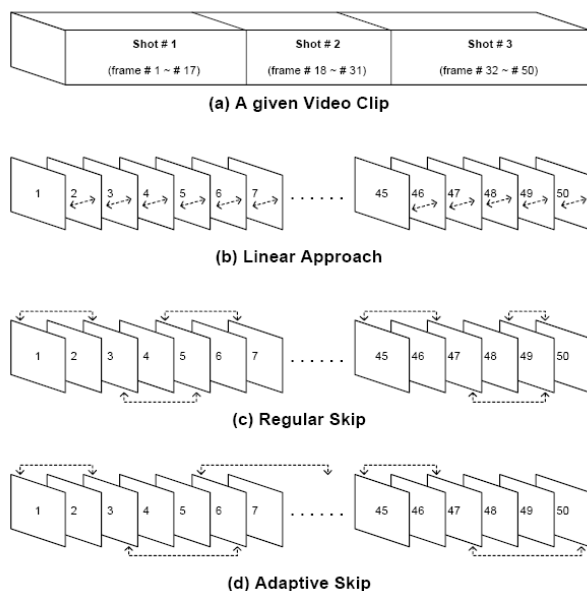 Shot # 1 Shot # 2 Shot # 3
(frame # 1 ~ # 17) (frame # 18 ~ # 31) (frame # 32 ~ # 50)
(a) A given Video Clip
1 2 3 4 5 6 7 . . . . . . 45 46 47 48 49 50
(b) Linear Approach
1 2 3 4 5 6 7 . . . . . . 45 46 47 48 49 50
(c) Regular Skip
1 2 3 4 5 6 7 . . . . . . 45 46 47 48 49 50
(d) Adaptive Skip